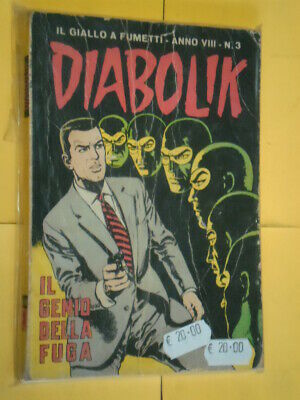 IL GIALLO A FUMETTI - ANNO VIII - N. 3
DIABOLIK
IL
GENIO
DELLA
FUGA
€ 20.00
€ 20.00